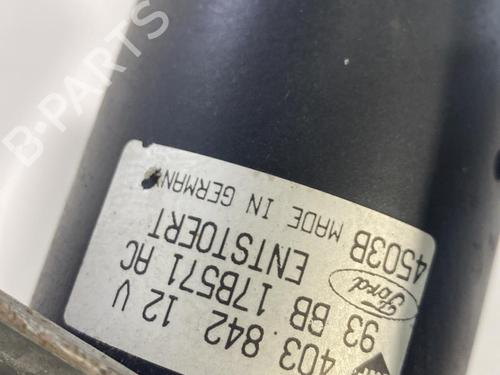 403 842 12 V
93 BB 17B571 AC
Ford
ENTSTOERT
4503B MADE IN GERMANY
B-PARTS